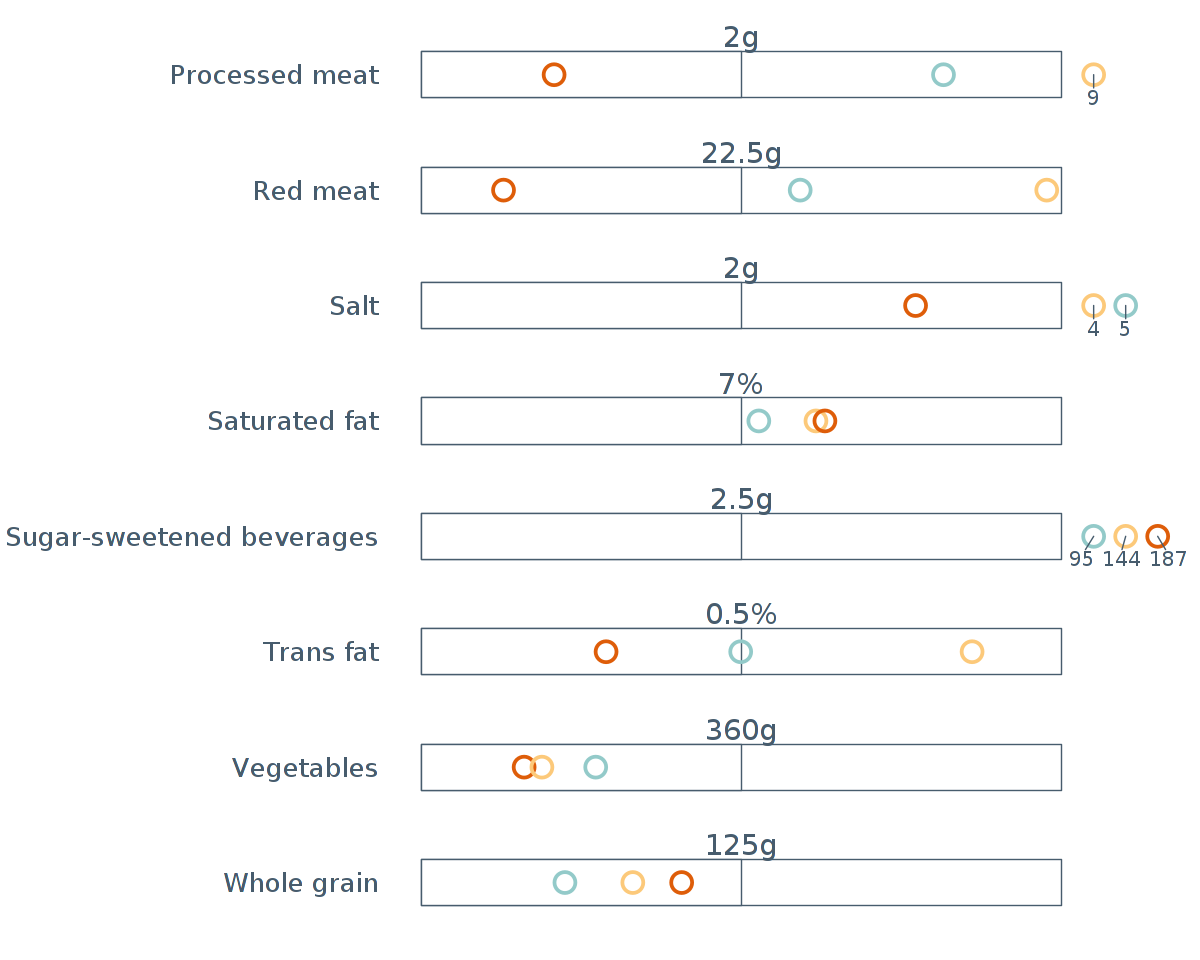 2g
Processed meat
9
22.5g
Red meat
2g
Salt
4 5
7%
Saturated fat
2.5g
Sugar-sweetened beverages
95 144 187
0.5%
Trans fat
360g
Vegetables
125g
Whole grain